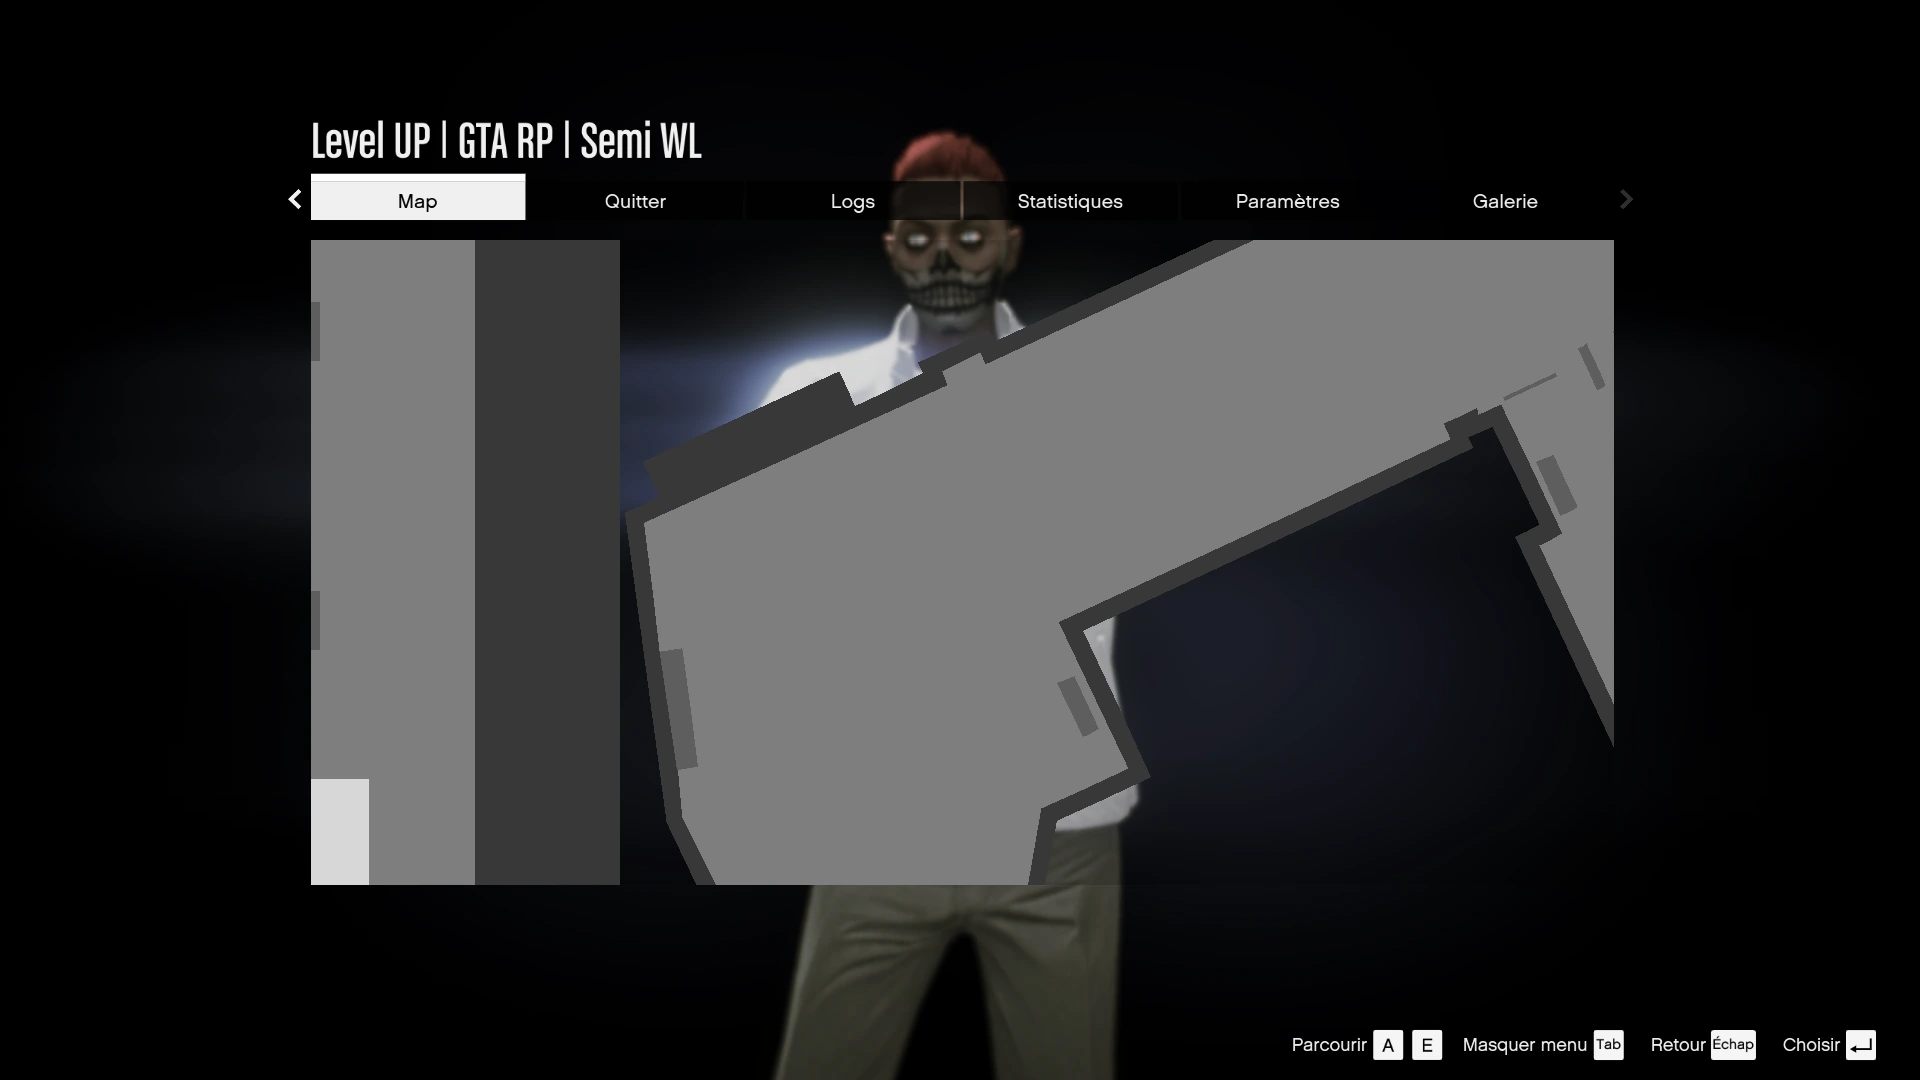 Level UP | GTA RP | Semi WL
Map Quitter Logs Statistiques Paramètres Galerie
Parcourir A E Masquer menu Tab Retour Échap Choisir